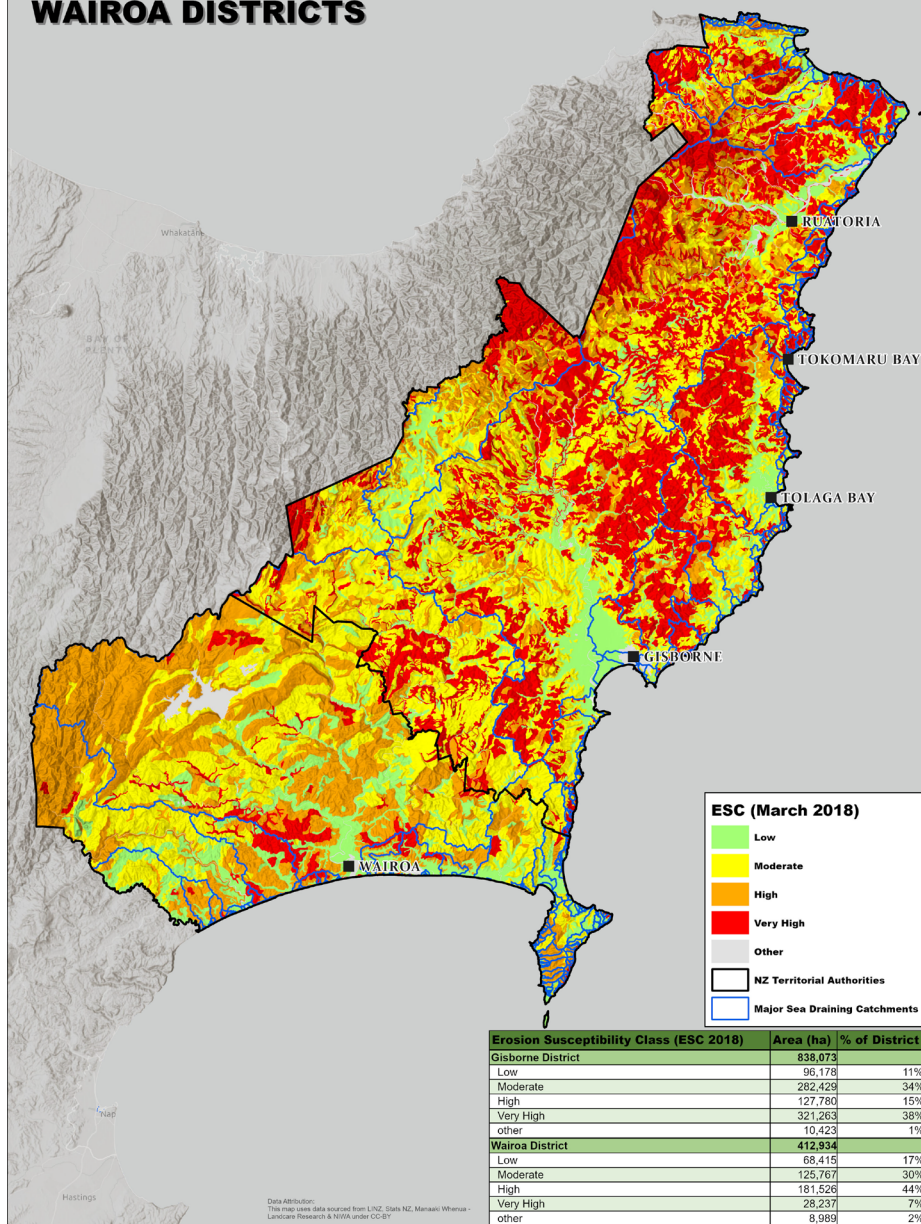 WAIROA DISTRICTS
RUATORIA
TOKOMARU BAY
TOLAGA BAY
GISBORNE
WAIROA
Hastings
ESC (March 2018)
Low
Moderate
High
Very High
Other
NZ Territorial Authorities
Major Sea Draining Catchments
Erosion Susceptibility Class (ESC 2018) Area (ha) % of District
Gisborne District 838,073
Low 96,178 11%
Moderate 282,429 34%
High 127,780 15%
Very High 321,263 38%
other 10,423 1%
Wairoa District 412,934
Low 68,415 17%
Moderate 125,767 30%
High 181,526 44%
Very High 28,237 7%
other 8,989 2%
Data Attribution:
This map uses data sourced from LINZ, Stats NZ, Manaaki Whenua -
Landcare Research & NIWA under CC-BY